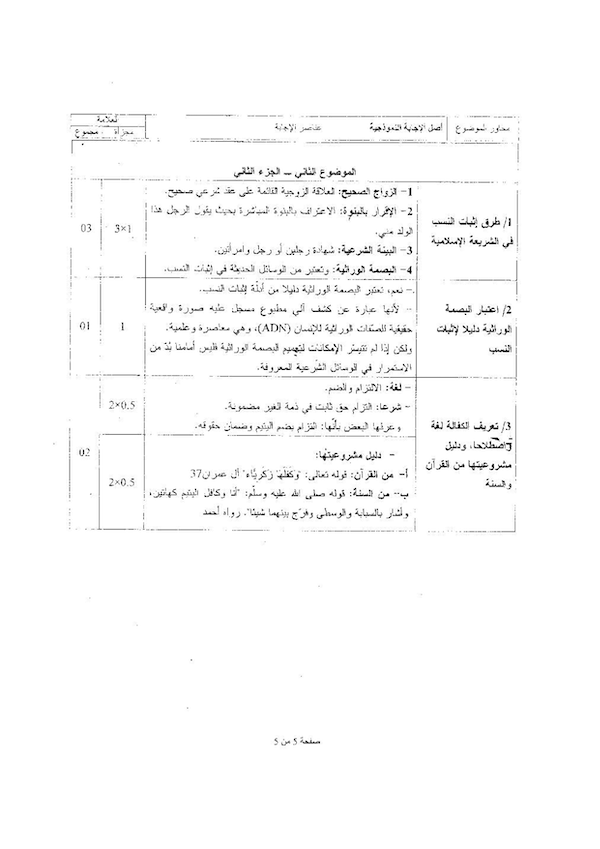 محاور الموضوع
أصل الإجابة النموذجية
عناصر الإجابة
العلامة
مجزأة
مجموع
الموضوع الثاني – الجزء الثاني
1/ طرق إثبات النسب
في الشريعة الإسلامية
1- الزواج الصحيح: العلاقة الزوجية القائمة على عقد شرعي صحيح.
2- الإقرار بالبنوة: الاعتراف بالبنوة المباشرة بحيث يقول الرجل هذا
الولد مني.
3- البينة الشرعية: شهادة رجلين أو رجل وامرأتين.
4- البصمة الوراثية: وتعتبر من الوسائل الحديثة في إثبات النسب.
3×1
03
2/ اعتبار البصمة
الوراثية دليلا لإثبات
النسب
- نعم، تعتبر البصمة الوراثية دليلا من أدلة إثبات النسب.
- لأنها عبارة عن كشف آلي مطبوع مسجل عليه صورة واقعية
حقيقية للصفات الوراثية للإنسان (ADN)، وهي معاصرة وعلمية.
ولكن إذا لم تتيسر الإمكانات لتعميم البصمة الوراثية فليس أمامنا بُدّ من
الاستمرار في الوسائل الشرعية المعروفة.
1
01
3/ تعريف الكفالة لغة
واصطلاحا، ودليل
مشروعيتها من القرآن
والسنة
- لغة: الالتزام والضم.
- شرعا: التزام حق ثابت في ذمة الغير مضمونة.
وعرفها البعض بأنّها: التزام بضم اليتيم وضمان حقوقه.
2×0.5
- دليل مشروعيتها:
أ- من القرآن: قوله تعالى: "وَكَفَّلَهَا زَكَرِيَّاءَ" آل عمران37
ب- من السنة: قوله صلى الله عليه وسلّم: "أنا وكافل اليتيم كهاتين،
وأشار بالسبابة والوسطى وفرّج بينهما شيئا". رواه أحمد
2×0.5
02
صفحة 5 من 5